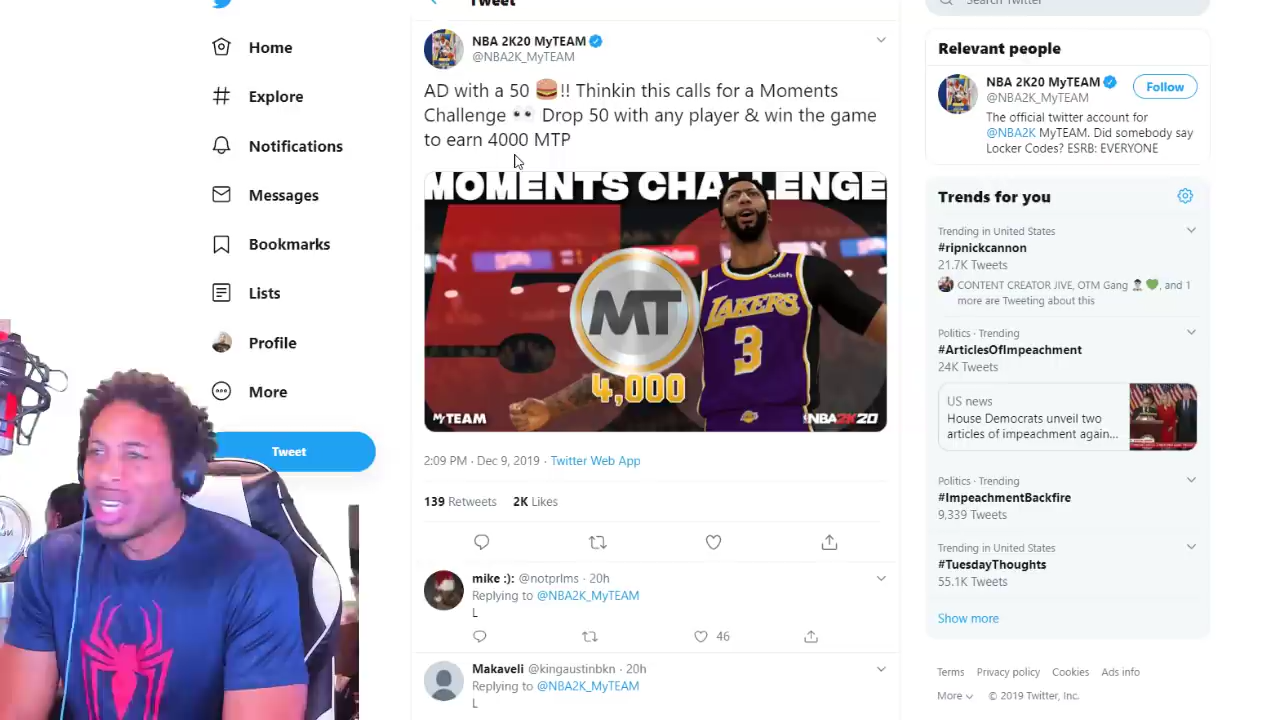 Tweet
Search Twitter
Home
Explore
Notifications
Messages
Bookmarks
Lists
Profile
More
Tweet
NBA 2K20 MyTEAM
@NBA2K_MyTEAM
AD with a 50 🍔!! Thinkin this calls for a Moments
Challenge 👀 Drop 50 with any player & win the game
to earn 4000 MTP
MOMENTS CHALLENGE
50
MT
4,000
wish
LAKERS
3
MYTEAM
NBA2K20
2:09 PM · Dec 9, 2019 · Twitter Web App
139 Retweets 2K Likes
mike :): @notprlms · 20h
Replying to @NBA2K_MyTEAM
L
46
Makaveli @kingaustinbkn · 20h
Replying to @NBA2K_MyTEAM
L
Relevant people
NBA 2K20 MyTEAM
@NBA2K_MyTEAM
Follow
The official twitter account for
@NBA2K MyTEAM. Did somebody say
Locker Codes? ESRB: EVERYONE
Trends for you
Trending in United States
#ripnickcannon
21.7K Tweets
CONTENT CREATOR JIVE, OTM Gang 💚, and 1
more are Tweeting about this
Politics · Trending
#ArticlesOfImpeachment
24K Tweets
US news
House Democrats unveil two
articles of impeachment again...
Politics · Trending
#ImpeachmentBackfire
9,339 Tweets
Trending in United States
#TuesdayThoughts
55.1K Tweets
Show more
Terms Privacy policy Cookies Ads info
More © 2019 Twitter, Inc.